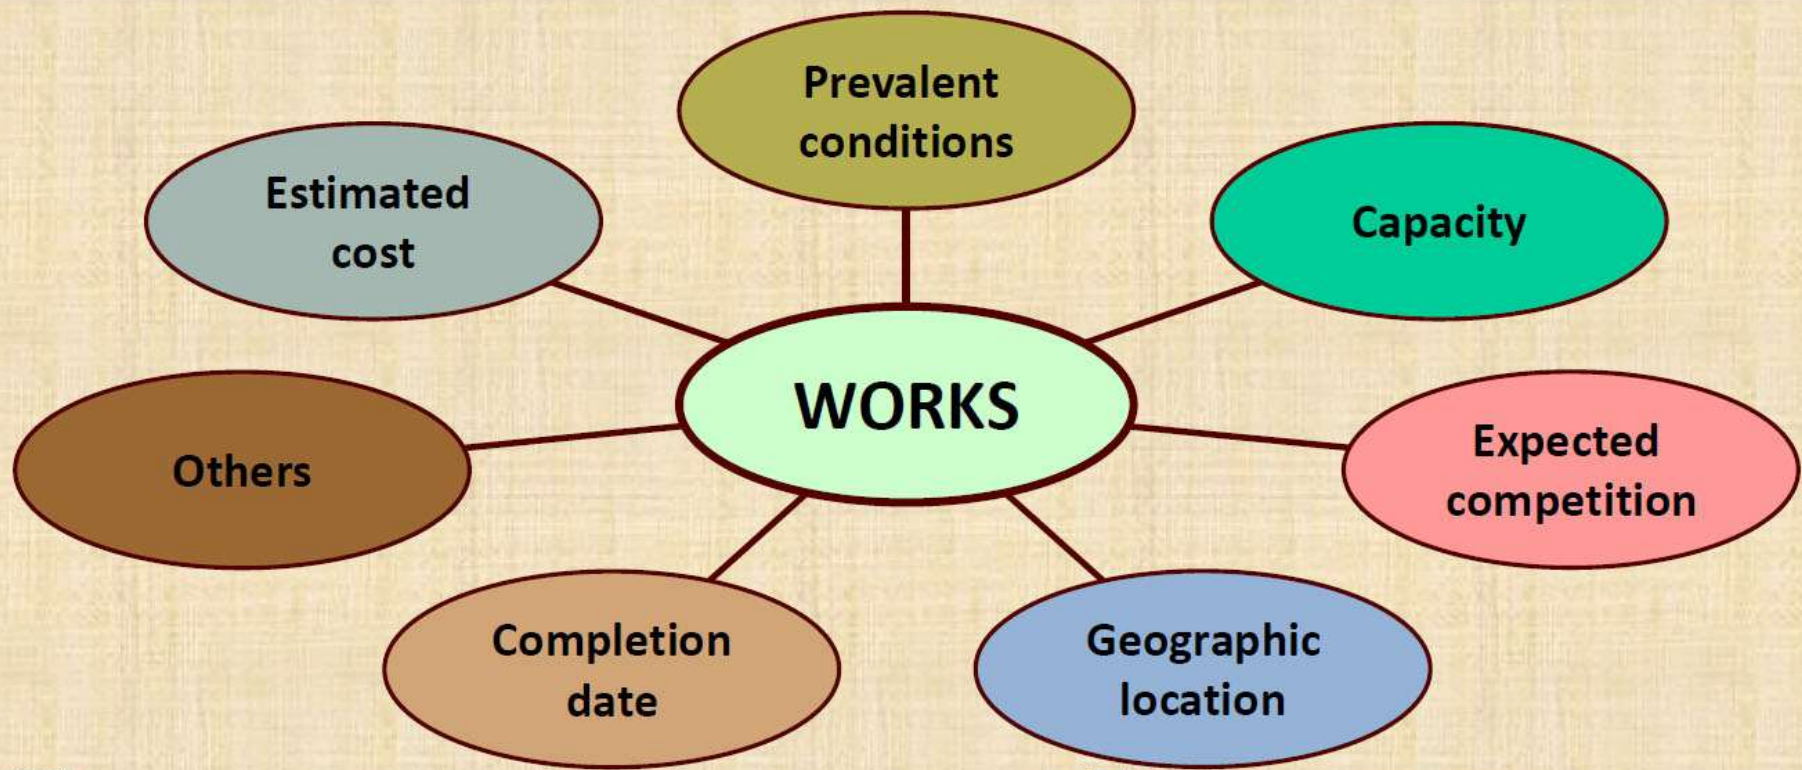 Prevalent
conditions
Estimated
cost
Capacity
WORKS
Others
Expected
competition
Completion
date
Geographic
location